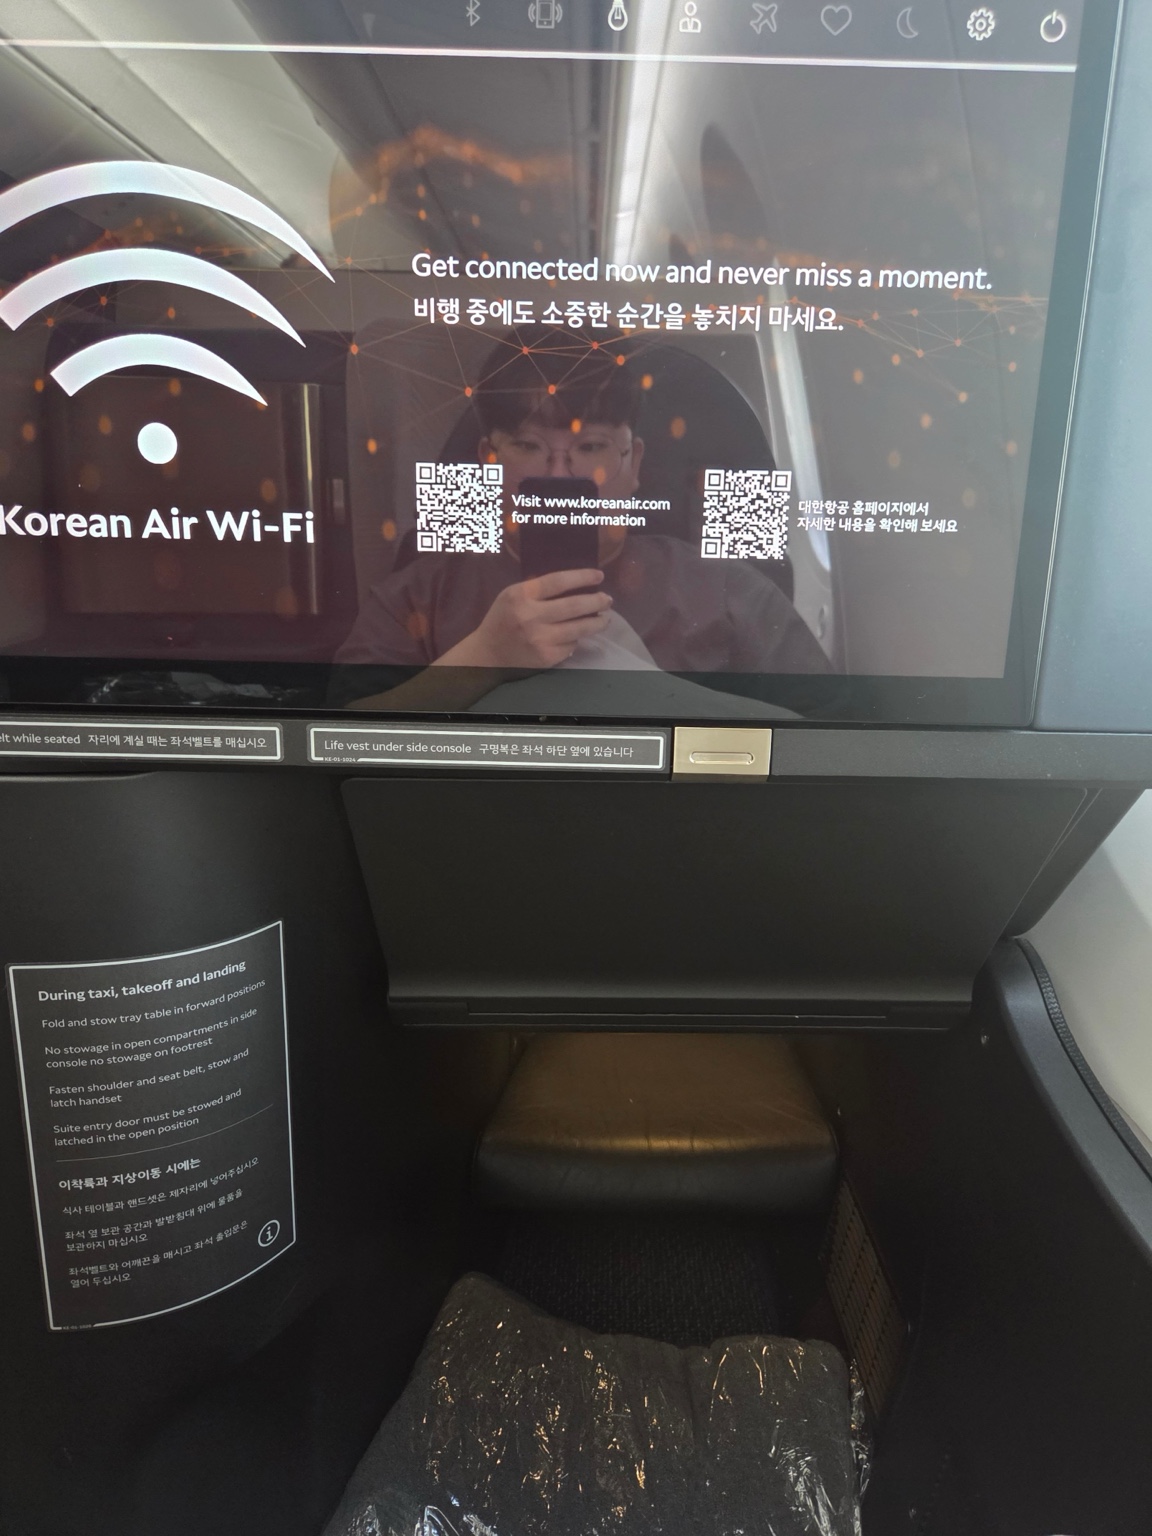 Get connected now and never miss a moment.
비행 중에도 소중한 순간을 놓치지 마세요.
Korean Air Wi-Fi
Visit www.koreanair.com
for more information
대한항공 홈페이지에서
자세한 내용을 확인해 보세요
while seated 자리에 계실 때는 좌석벨트를 매십시오
Life vest under side console 구명복은 좌석 하단 옆에 있습니다
KE-01-1024
During taxi, takeoff and landing
Fold and stow tray table in forward positions
No stowage in open compartments in side
console no stowage on footrest
Fasten shoulder and seat belt, stow and
latch handset
Suite entry door must be stowed and
latched in the open position
이착륙과 지상이동 시에는
식사 테이블과 핸드셋은 제자리에 넣어주십시오
좌석 옆 보관 공간과 발받침대 위에 물품을
보관하지 마십시오
좌석벨트와 어깨끈을 매시고 좌석 출입문은
열어 두십시오